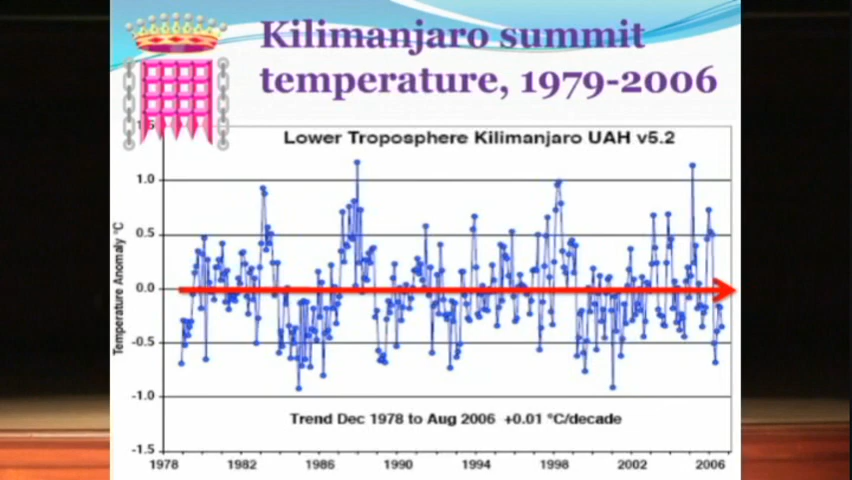 Kilimanjaro summit
temperature, 1979-2006
Lower Troposphere Kilimanjaro UAH v5.2
1.5
1.0
0.5
0.0
-0.5
-1.0
-1.5
Temperature Anomaly °C
Trend Dec 1978 to Aug 2006 +0.01 °C/decade
1978 1982 1986 1990 1994 1998 2002 2006